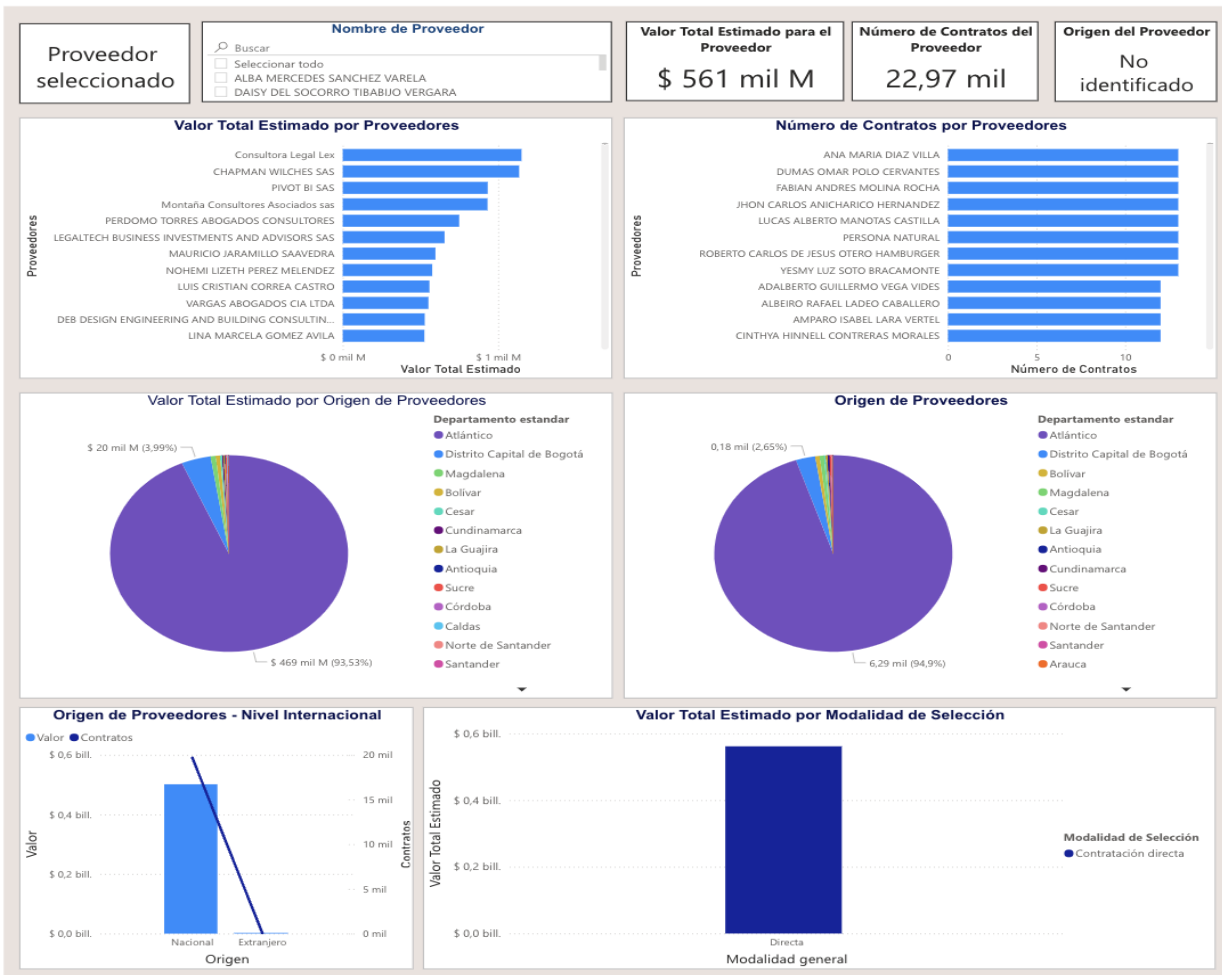 Proveedor
seleccionado
Nombre de Proveedor
Buscar
Seleccionar todo
ALBA MERCEDES SANCHEZ VARELA
DAISY DEL SOCORRO TIBABIJO VERGARA
Valor Total Estimado para el
Proveedor
$ 561 mil M
Número de Contratos del
Proveedor
22,97 mil
Origen del Proveedor
No
identificado
Valor Total Estimado por Proveedores
Proveedores
Consultora Legal Lex
CHAPMAN WILCHES SAS
PIVOT BI SAS
Montaña Consultores Asociados sas
PERDOMO TORRES ABOGADOS CONSULTORES
LEGALTECH BUSINESS INVESTMENTS AND ADVISORS SAS
MAURICIO JARAMILLO SAAVEDRA
NOHEMI LIZETH PEREZ MELENDEZ
LUIS CRISTIAN CORREA CASTRO
VARGAS ABOGADOS CIA LTDA
DEB DESIGN ENGINEERING AND BUILDING CONSULTIN...
LINA MARCELA GOMEZ AVILA
$ 0 mil M $ 1 mil M
Valor Total Estimado
Número de Contratos por Proveedores
Proveedores
ANA MARIA DIAZ VILLA
DUMAS OMAR POLO CERVANTES
FABIAN ANDRES MOLINA ROCHA
JHON CARLOS ANICHARICO HERNANDEZ
LUCAS ALBERTO MANOTAS CASTILLA
PERSONA NATURAL
ROBERTO CARLOS DE JESUS OTERO HAMBURGER
YESMY LUZ SOTO BRACAMONTE
ADALBERTO GUILLERMO VEGA VIDES
ALBEIRO RAFAEL LADEO CABALLERO
AMPARO ISABEL LARA VERTEL
CINTHYA HINNELL CONTRERAS MORALES
0 5 10
Número de Contratos
Valor Total Estimado por Origen de Proveedores
$ 20 mil M (3,99%)
$ 469 mil M (93,53%)
Departamento estandar
Atlántico
Distrito Capital de Bogotá
Magdalena
Bolívar
Cesar
Cundinamarca
La Guajira
Antioquia
Sucre
Córdoba
Caldas
Norte de Santander
Santander
Origen de Proveedores
0,18 mil (2,65%)
6,29 mil (94,9%)
Departamento estandar
Atlántico
Distrito Capital de Bogotá
Bolívar
Magdalena
Cesar
La Guajira
Antioquia
Cundinamarca
Sucre
Córdoba
Norte de Santander
Santander
Arauca
Origen de Proveedores - Nivel Internacional
Valor Contratos
Valor
$ 0,6 bill. 20 mil
15 mil
$ 0,4 bill.
10 mil
$ 0,2 bill.
5 mil
$ 0,0 bill. 0 mil
Contratos
Nacional Extranjero
Origen
Valor Total Estimado por Modalidad de Selección
Valor Total Estimado
$ 0,6 bill.
$ 0,4 bill.
$ 0,2 bill.
$ 0,0 bill.
Directa
Modalidad general
Modalidad de Selección
Contratación directa